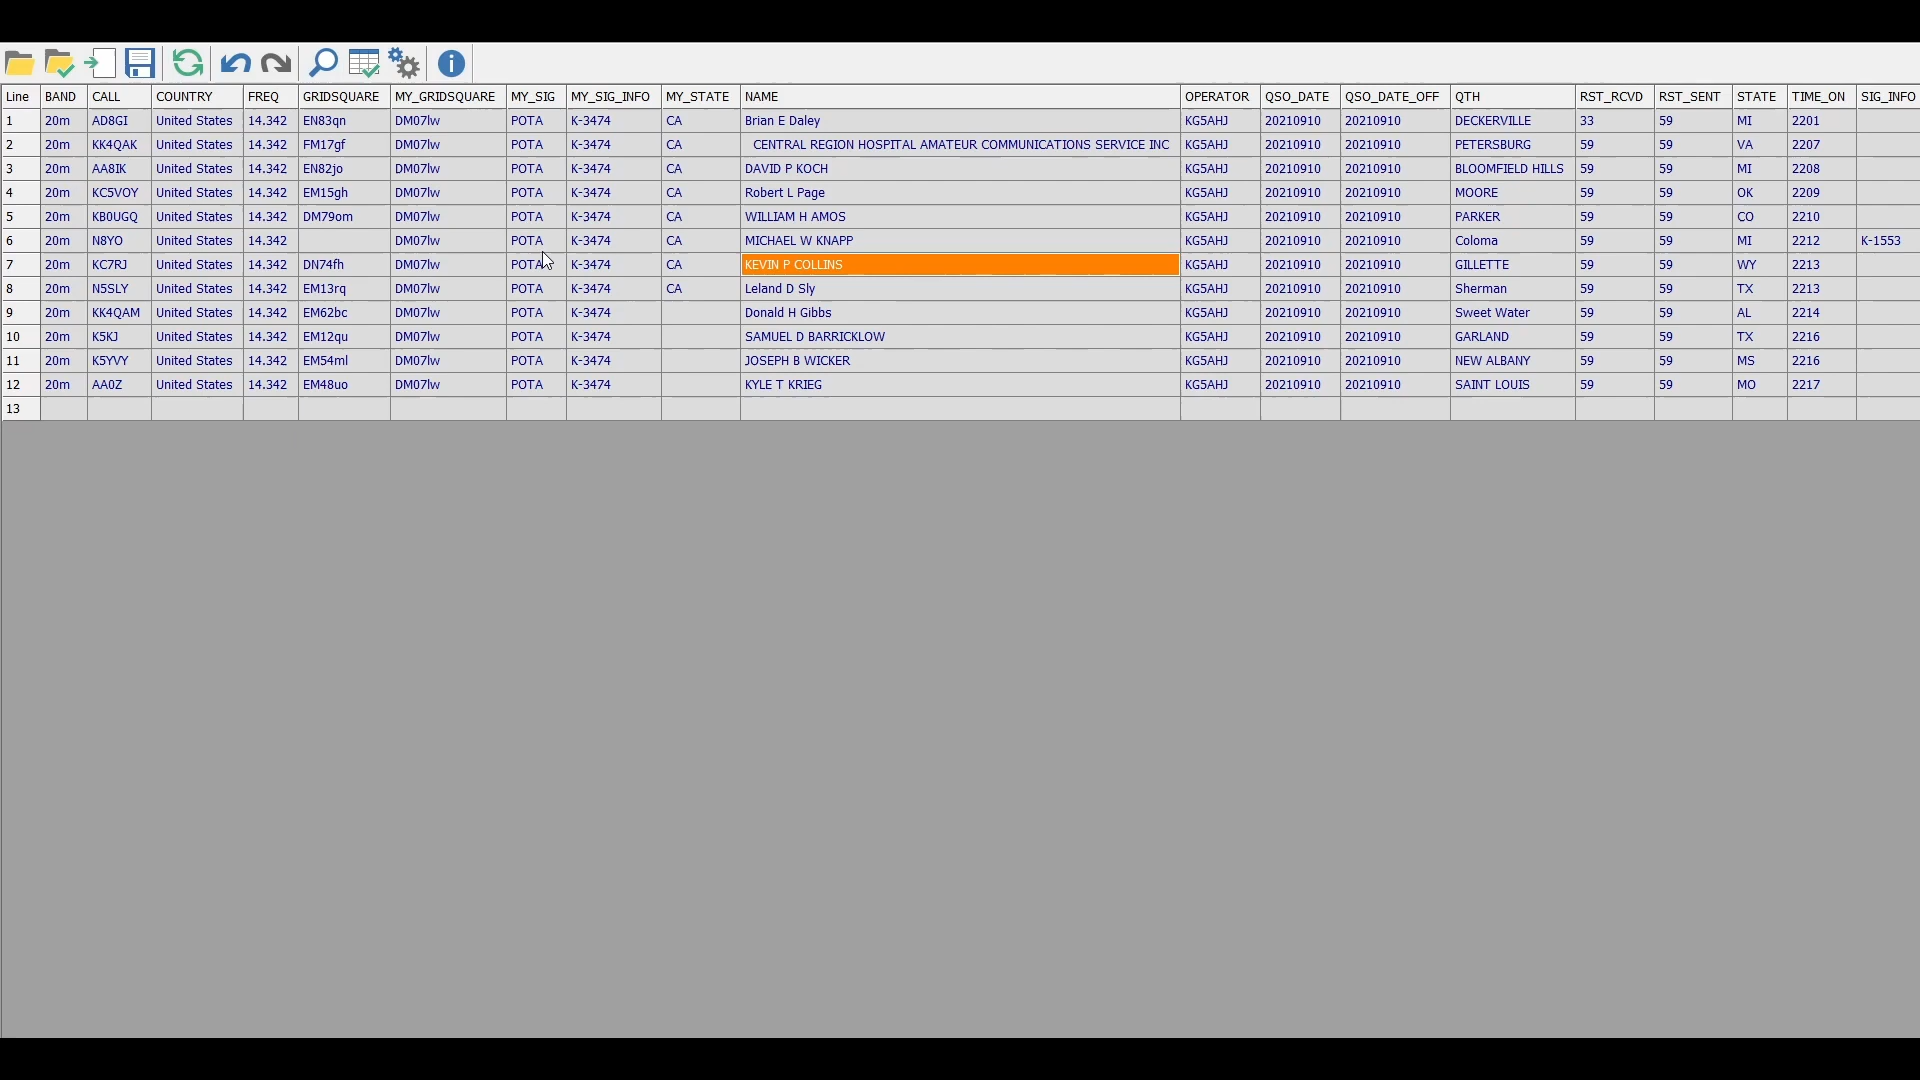 Line BAND CALL COUNTRY FREQ GRIDSQUARE MY_GRIDSQUARE MY_SIG MY_SIG_INFO MY_STATE NAME OPERATOR QSO_DATE QSO_DATE_OFF QTH RST_RCVD RST_SENT STATE TIME_ON SIG_INFO
1 20m AD8GI United States 14.342 EN83qn DM07lw POTA K-3474 CA Brian E Daley KG5AHJ 20210910 20210910 DECKERVILLE 33 59 MI 2201
2 20m KK4QAK United States 14.342 FM17gf DM07lw POTA K-3474 CA CENTRAL REGION HOSPITAL AMATEUR COMMUNICATIONS SERVICE INC KG5AHJ 20210910 20210910 PETERSBURG 59 59 VA 2207
3 20m AA8IK United States 14.342 EN82jo DM07lw POTA K-3474 CA DAVID P KOCH KG5AHJ 20210910 20210910 BLOOMFIELD HILLS 59 59 MI 2208
4 20m KC5VOY United States 14.342 EM15gh DM07lw POTA K-3474 CA Robert L Page KG5AHJ 20210910 20210910 MOORE 59 59 OK 2209
5 20m KB0UGQ United States 14.342 DM79om DM07lw POTA K-3474 CA WILLIAM H AMOS KG5AHJ 20210910 20210910 PARKER 59 59 CO 2210
6 20m N8YO United States 14.342 DM07lw POTA K-3474 CA MICHAEL W KNAPP KG5AHJ 20210910 20210910 Coloma 59 59 MI 2212 K-1553
7 20m KC7RJ United States 14.342 DN74fh DM07lw POTA K-3474 CA KEVIN P COLLINS KG5AHJ 20210910 20210910 GILLETTE 59 59 WY 2213
8 20m N5SLY United States 14.342 EM13rq DM07lw POTA K-3474 CA Leland D Sly KG5AHJ 20210910 20210910 Sherman 59 59 TX 2213
9 20m KK4QAM United States 14.342 EM62bc DM07lw POTA K-3474 Donald H Gibbs KG5AHJ 20210910 20210910 Sweet Water 59 59 AL 2214
10 20m K5KJ United States 14.342 EM12qu DM07lw POTA K-3474 SAMUEL D BARRICKLOW KG5AHJ 20210910 20210910 GARLAND 59 59 TX 2216
11 20m K5YVY United States 14.342 EM54ml DM07lw POTA K-3474 JOSEPH B WICKER KG5AHJ 20210910 20210910 NEW ALBANY 59 59 MS 2216
12 20m AA0Z United States 14.342 EM48uo DM07lw POTA K-3474 KYLE T KRIEG KG5AHJ 20210910 20210910 SAINT LOUIS 59 59 MO 2217
13